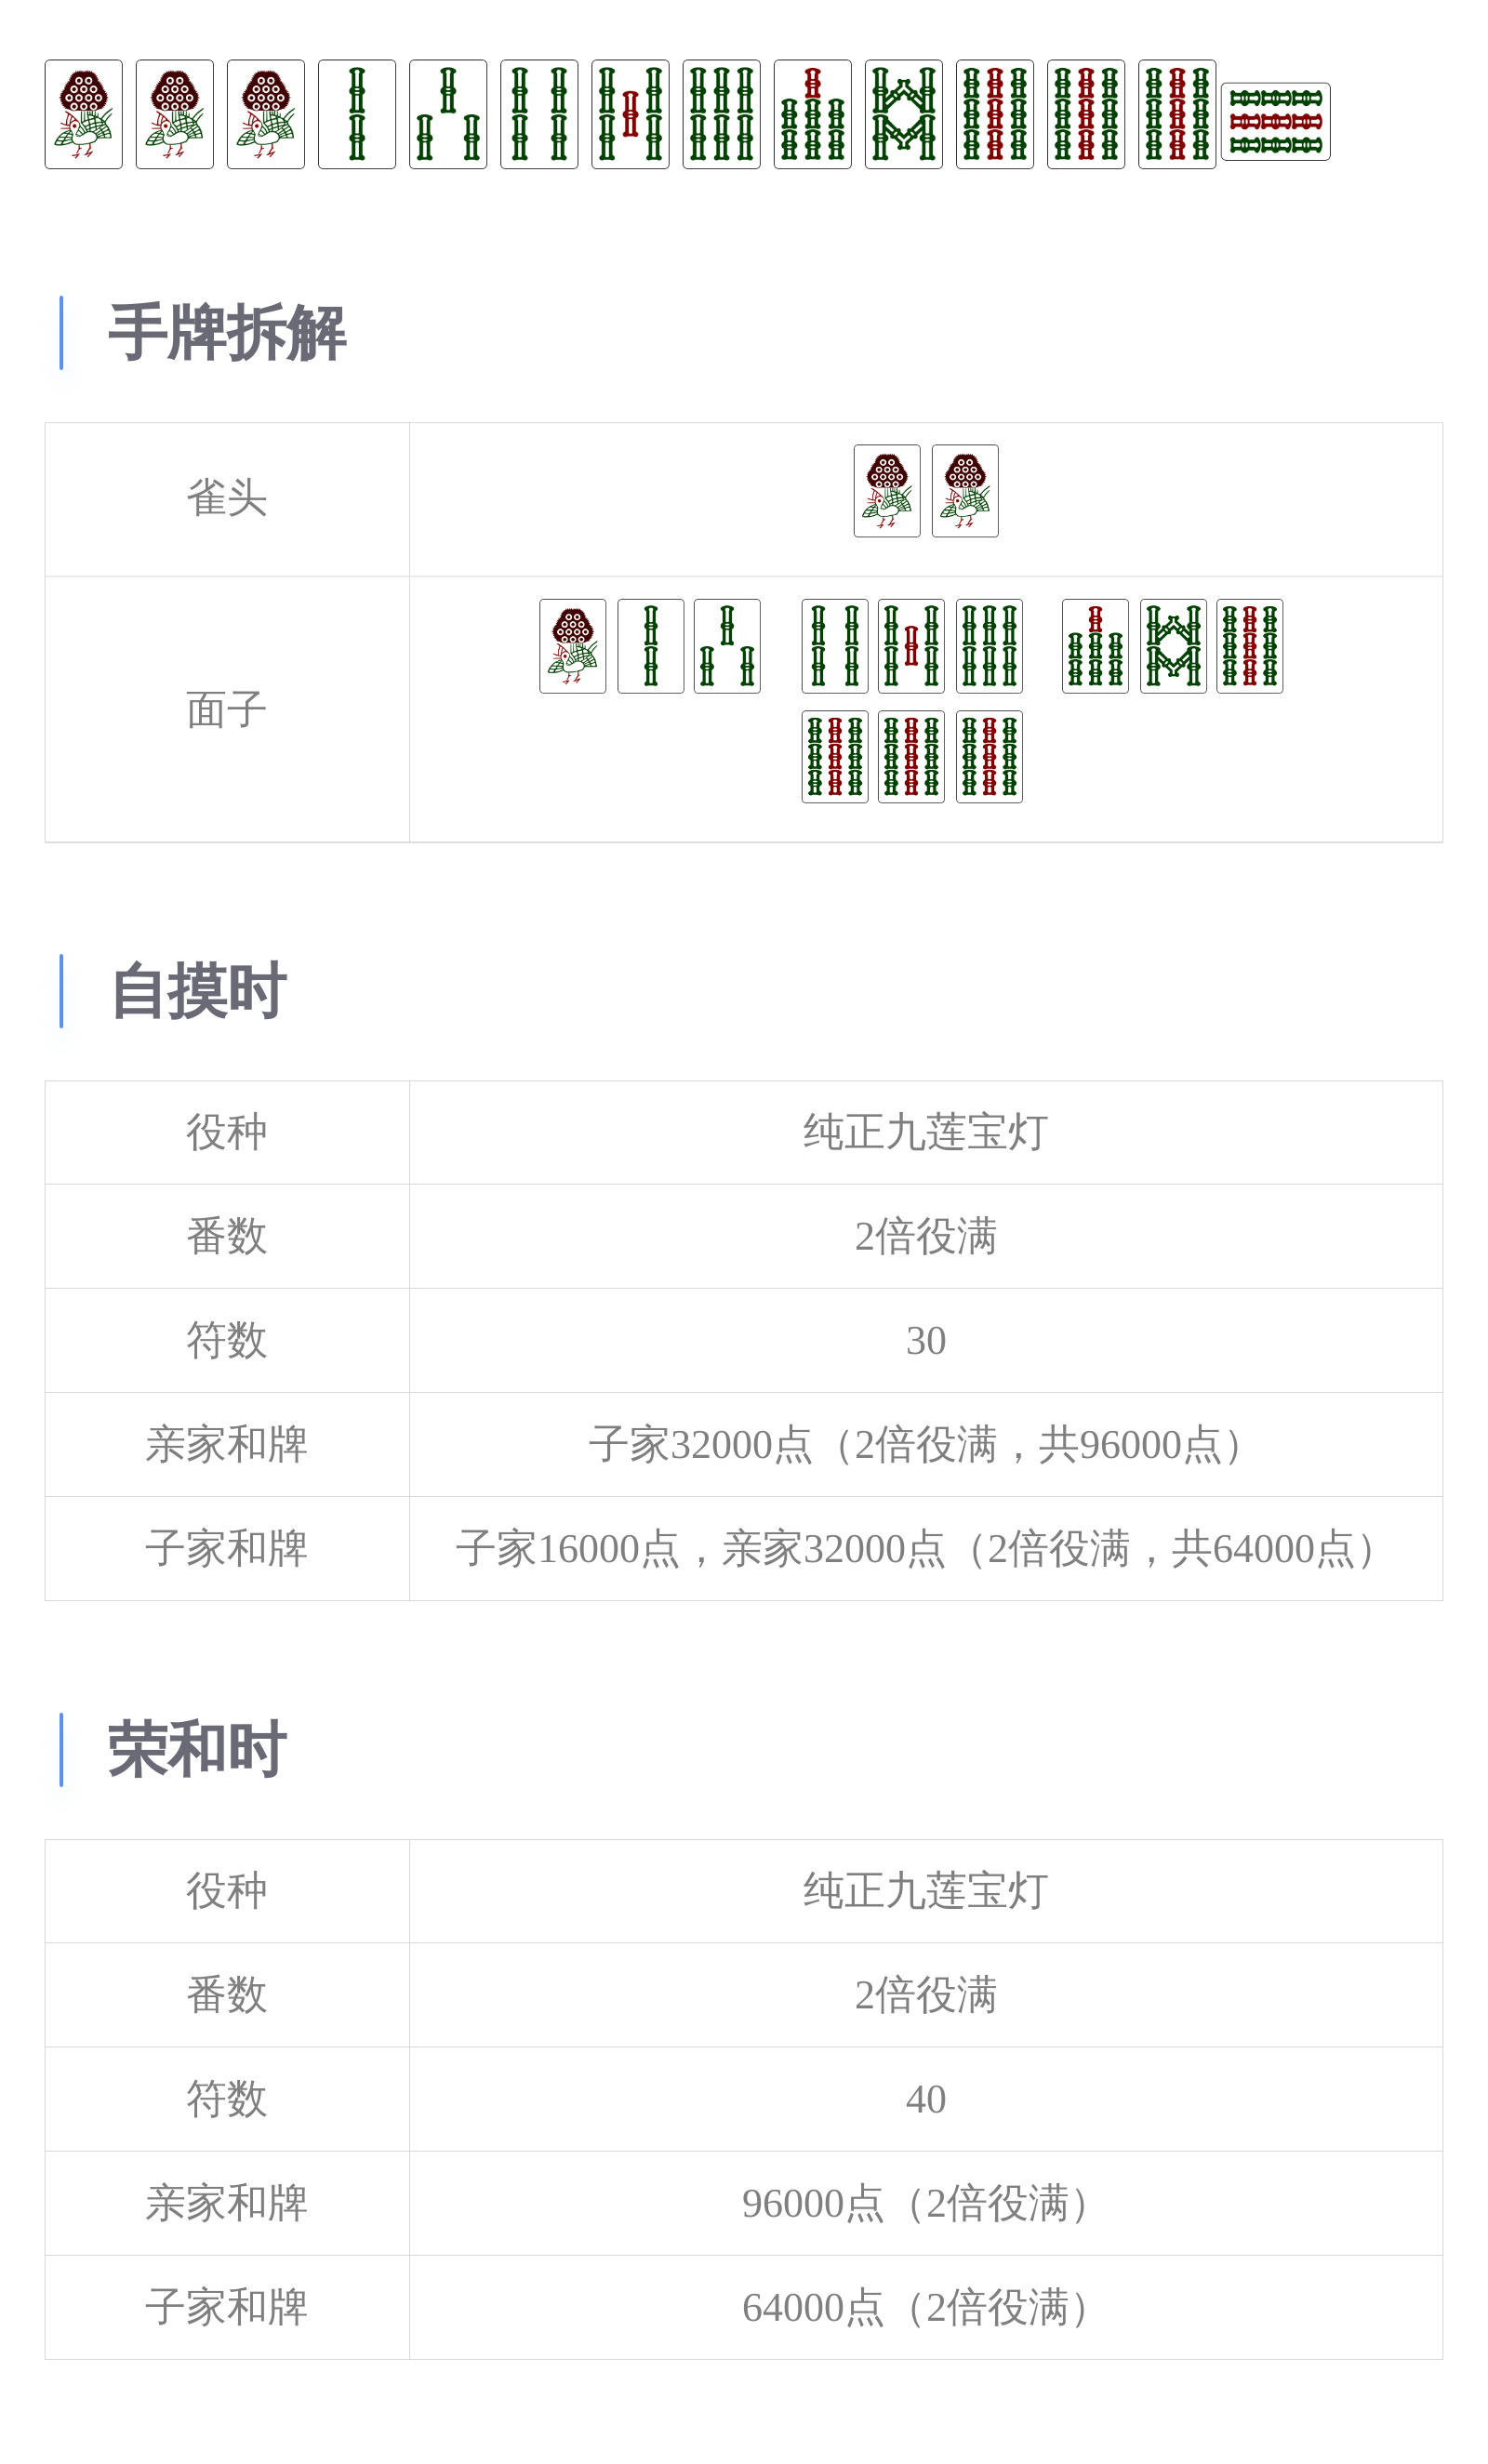 手牌拆解
雀头
面子
自摸时
役种 纯正九莲宝灯
番数 2倍役满
符数 30
亲家和牌 子家32000点（2倍役满，共96000点）
子家和牌 子家16000点，亲家32000点（2倍役满，共64000点）
荣和时
役种 纯正九莲宝灯
番数 2倍役满
符数 40
亲家和牌 96000点（2倍役满）
子家和牌 64000点（2倍役满）